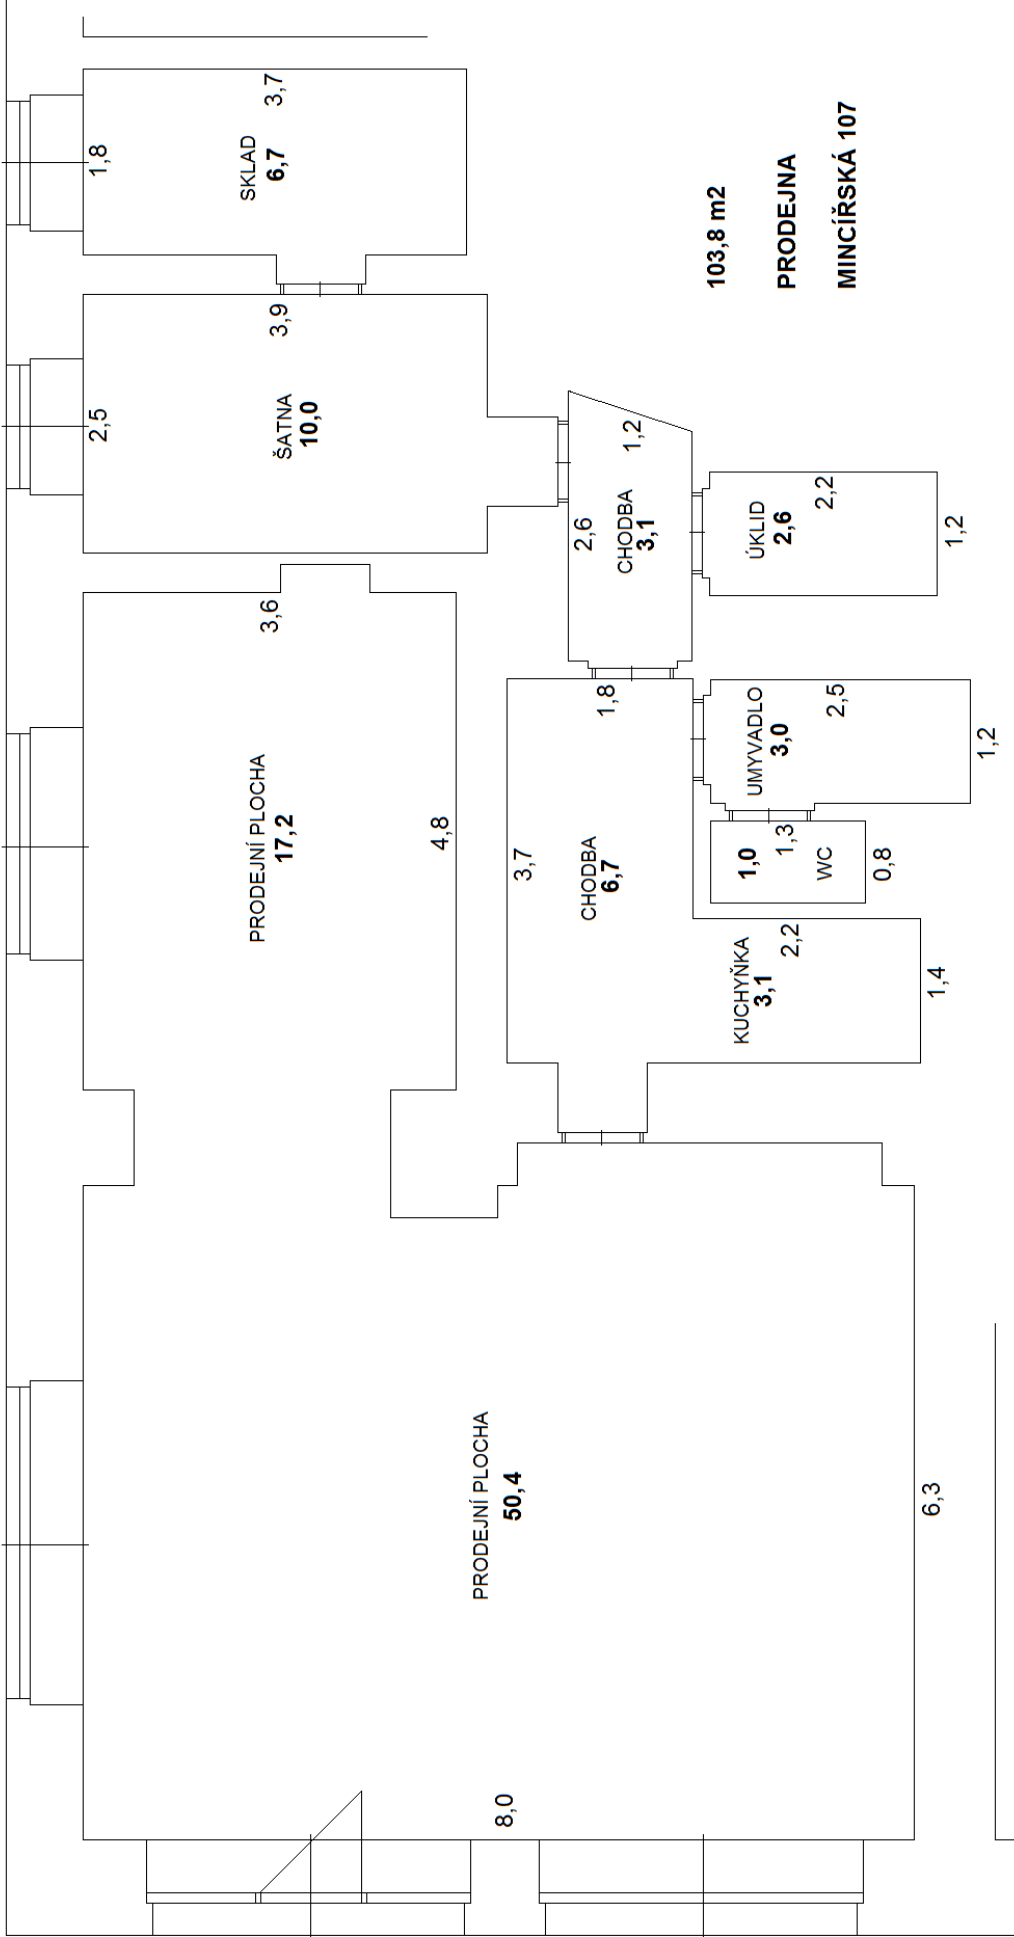 1,8
3,7
SKLAD
6,7
2,5
3,9
ŠATNA
10,0
103,8 m2
PRODEJNA
MINCÍŘSKÁ 107
2,6
1,2
CHODBA
3,1
ÚKLID
2,6
2,2
1,2
3,6
PRODEJNÍ PLOCHA
17,2
4,8
3,7
1,8
CHODBA
6,7
UMYVADLO
3,0
2,5
1,2
1,0
1,3
WC
0,8
KUCHYŇKA
3,1
2,2
1,4
PRODEJNÍ PLOCHA
50,4
6,3
8,0